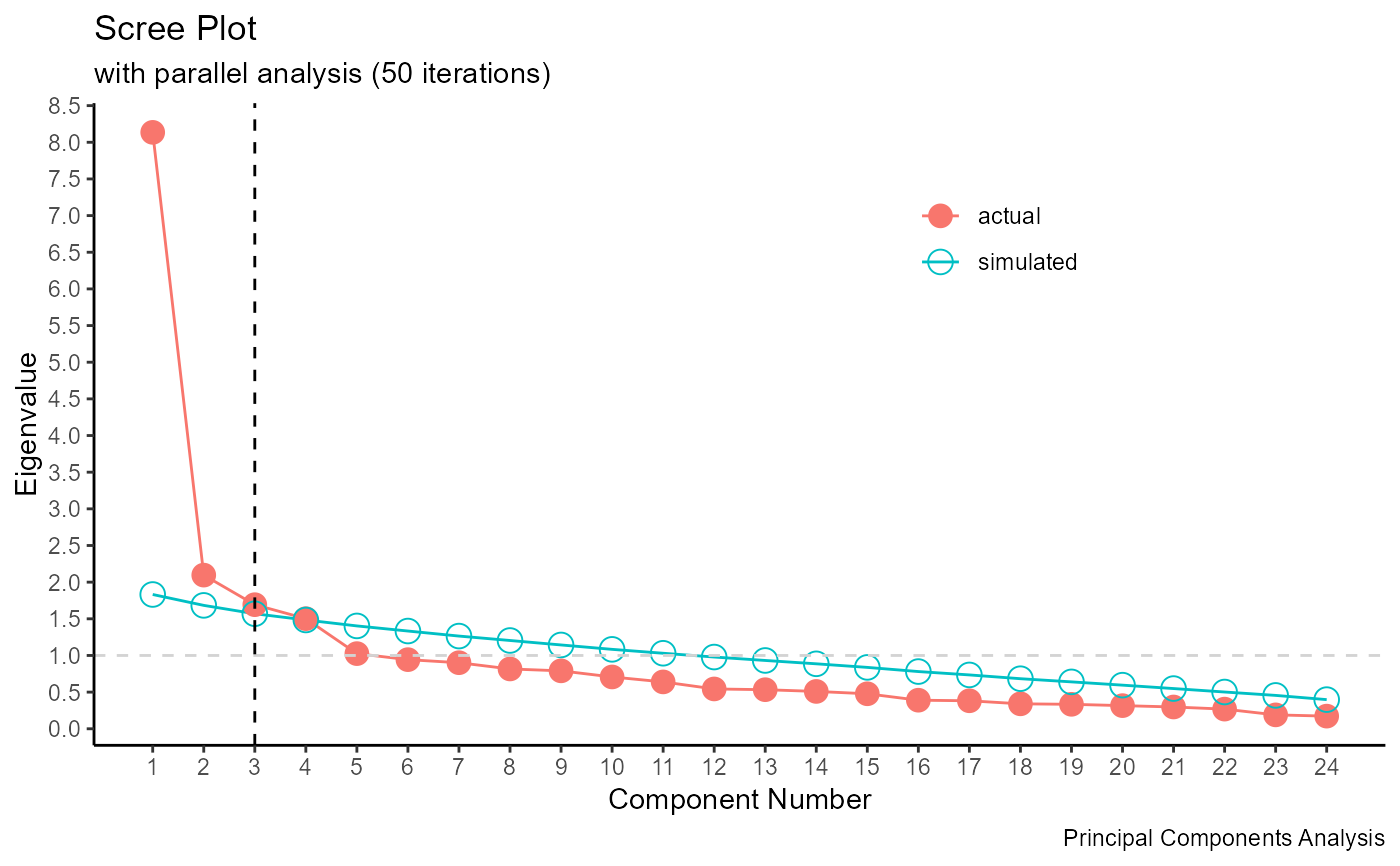 Scree Plot
with parallel analysis (50 iterations)
8.5
8.0
7.5
7.0
6.5
6.0
5.5
5.0
4.5
4.0
3.5
3.0
2.5
2.0
1.5
1.0
0.5
0.0
Eigenvalue
actual
simulated
1 2 3 4 5 6 7 8 9 10 11 12 13 14 15 16 17 18 19 20 21 22 23 24
Component Number
Principal Components Analysis